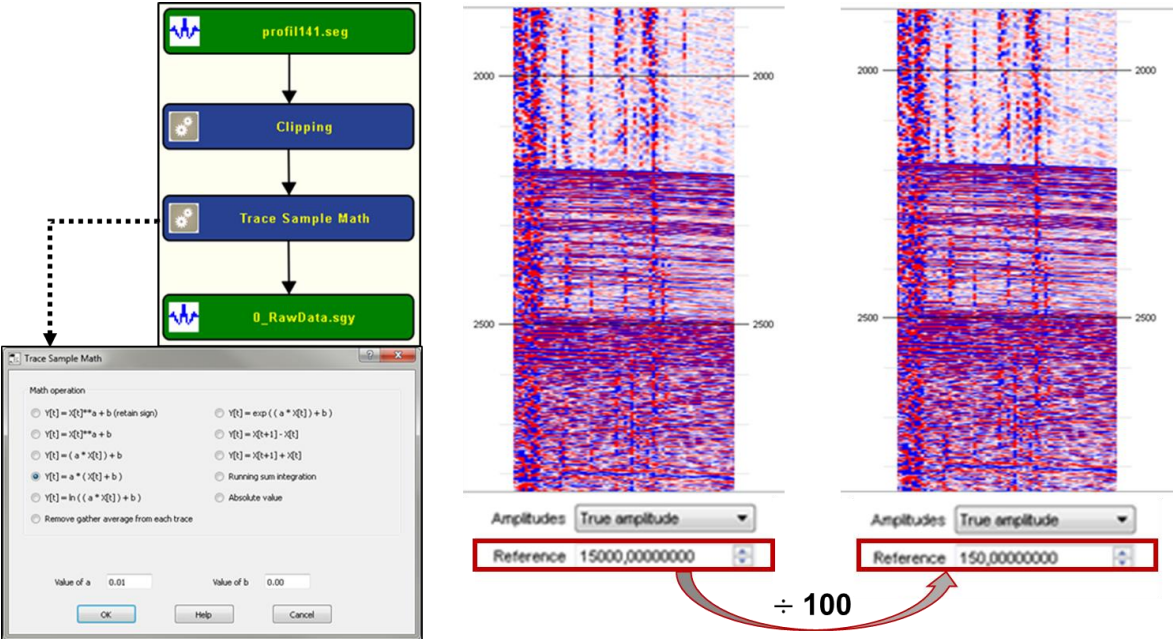 profil141.seg
Clipping
Trace Sample Math
0_RawData.sgy
Trace Sample Math
Math operation
Y[t] = X[t]**a + b (retain sign)
Y[t] = X[t]**a + b
Y[t] = ( a * X[t] ) + b
Y[t] = a * ( X[t] + b )
Y[t] = ln ( ( a * X[t] ) + b )
Remove gather average from each trace
Y[t] = exp ( ( a * X[t] ) + b )
Y[t] = X[t+1] - X[t]
Y[t] = X[t+1] + X[t]
Running sum integration
Absolute value
Value of a 0.01 Value of b 0.00
OK Help Cancel
2000 2000
2500 2500
Amplitudes True amplitude
Reference 15000,00000000
2000 2000
2500 2500
Amplitudes True amplitude
Reference 150,00000000
÷ 100